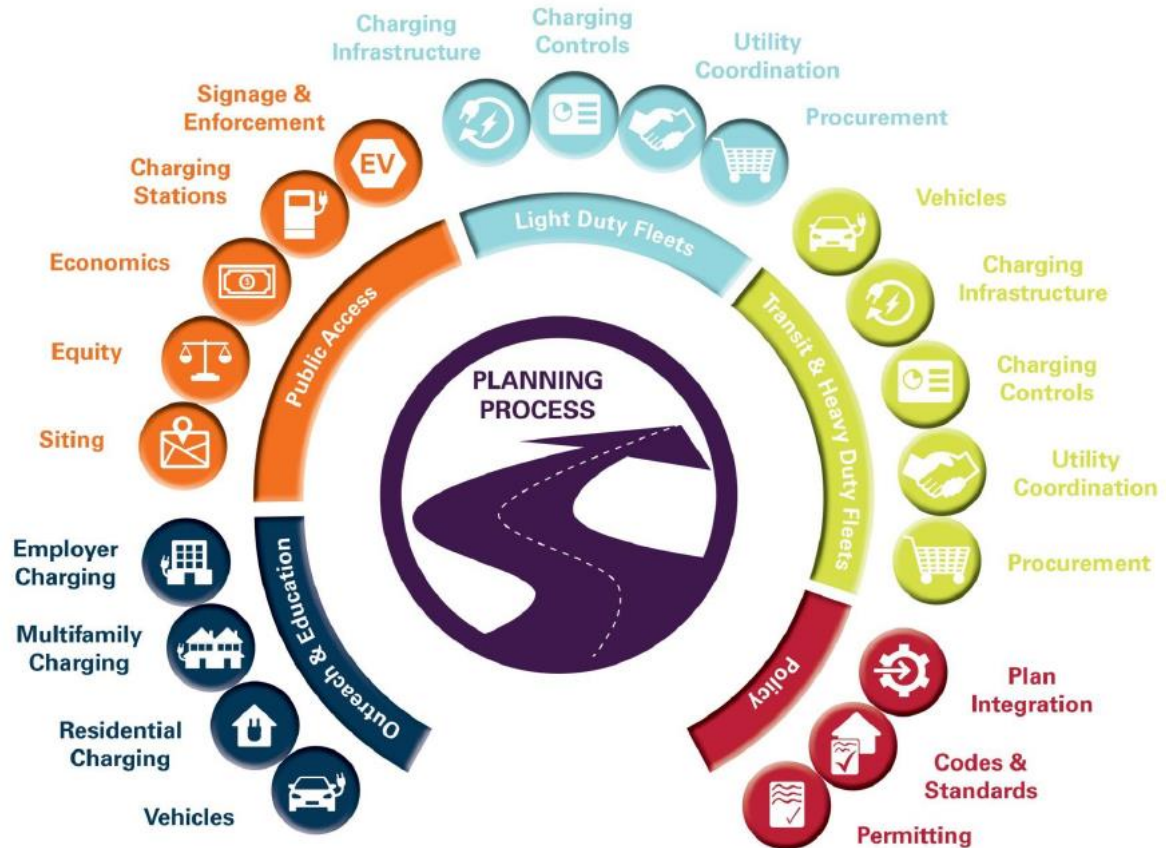 Charging
Infrastructure
Charging
Controls
Utility
Coordination
Procurement
Signage &
Enforcement
EV
Charging
Stations
Economics
$
Equity
Siting
Public Access
Light Duty Fleets
Transit & Heavy Duty Fleets
Vehicles
Charging
Infrastructure
Charging
Controls
Utility
Coordination
Procurement
PLANNING
PROCESS
Employer
Charging
Multifamily
Charging
Residential
Charging
Vehicles
Outreach & Education
Policy
Plan
Integration
Codes &
Standards
Permitting